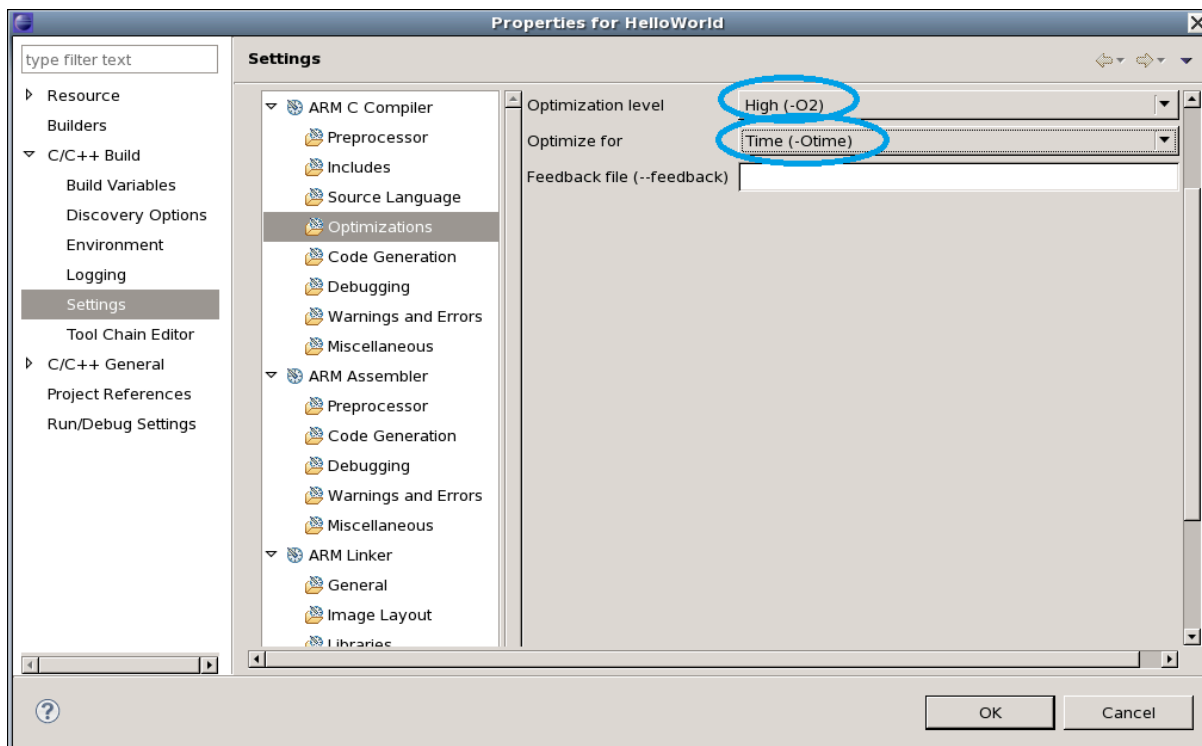 Properties for HelloWorld
type filter text
Resource
Builders
C/C++ Build
Build Variables
Discovery Options
Environment
Logging
Settings
Tool Chain Editor
C/C++ General
Project References
Run/Debug Settings
Settings
ARM C Compiler
Preprocessor
Includes
Source Language
Optimizations
Code Generation
Debugging
Warnings and Errors
Miscellaneous
ARM Assembler
Preprocessor
Code Generation
Debugging
Warnings and Errors
Miscellaneous
ARM Linker
General
Image Layout
Libraries
Optimization level High (-O2)
Optimize for Time (-Otime)
Feedback file (--feedback)
OK Cancel